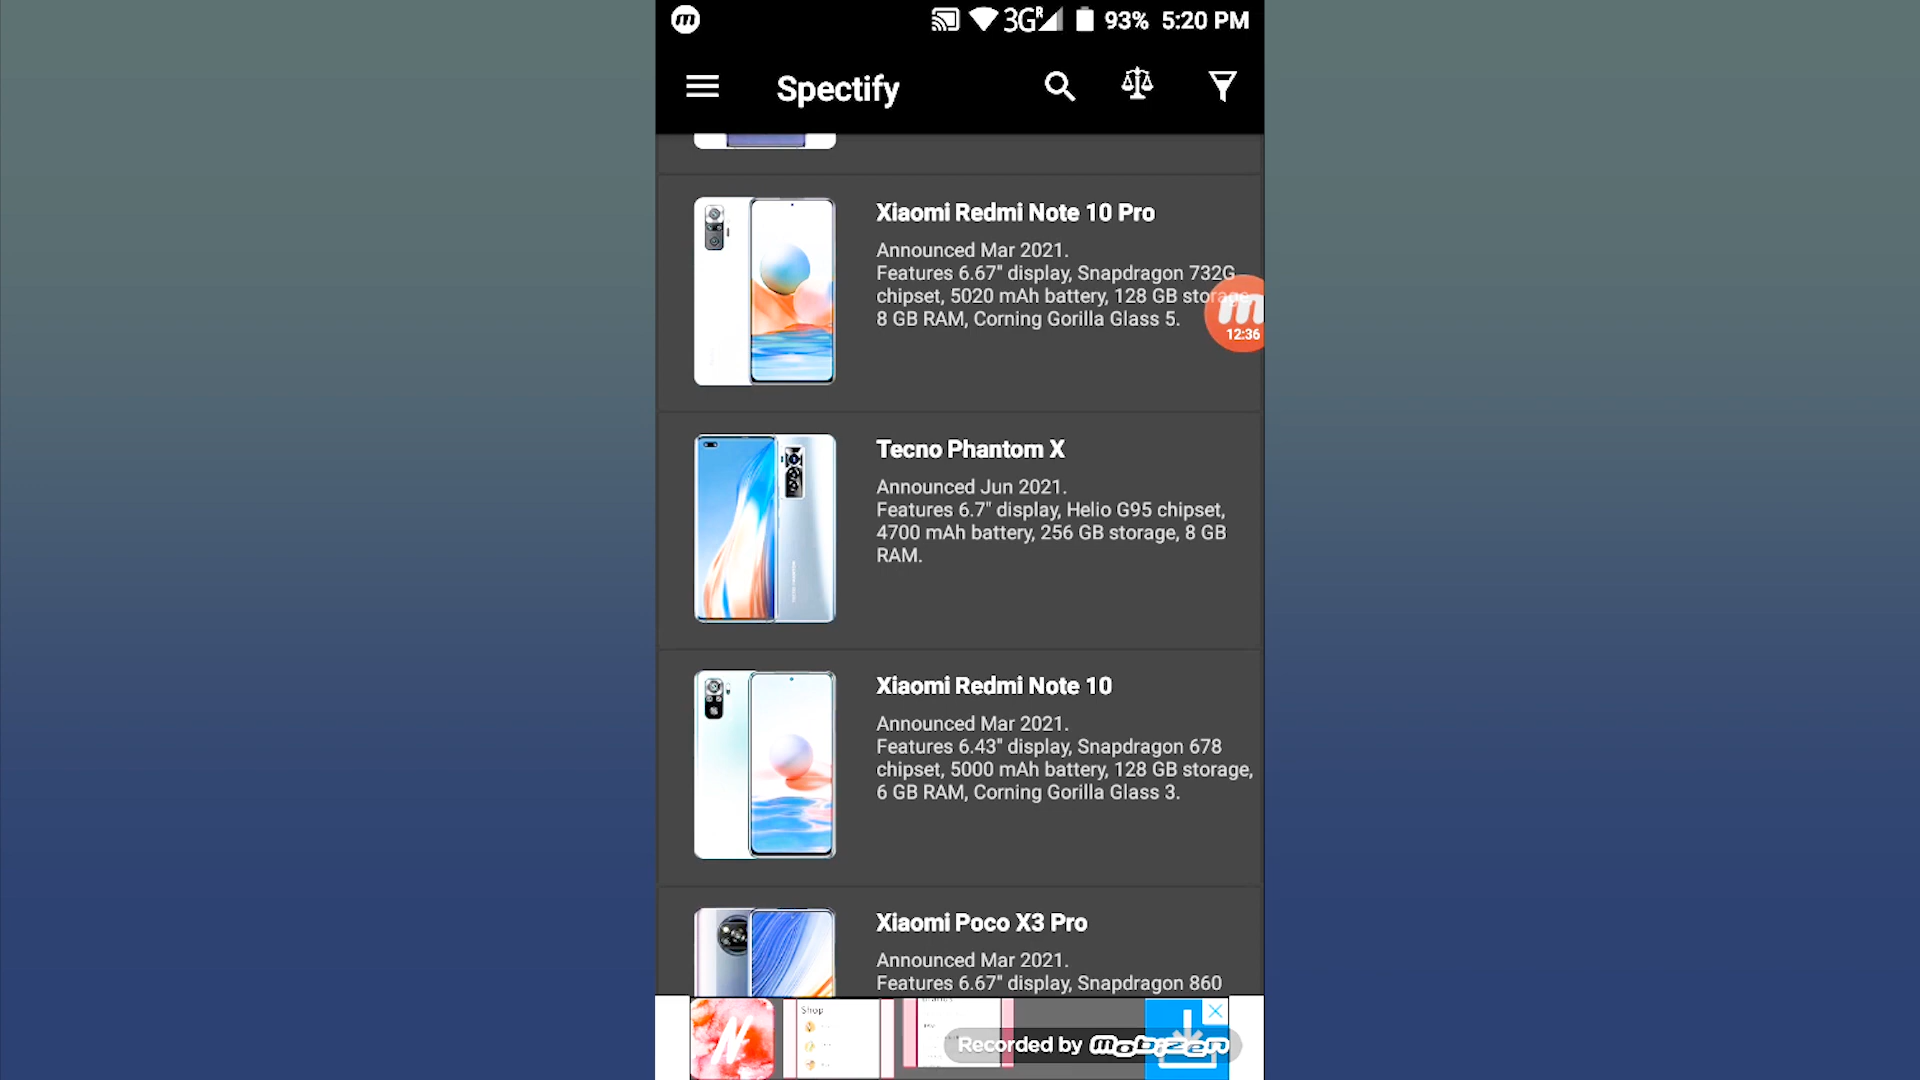 3G R 93% 5:20 PM
Spectify
Xiaomi Redmi Note 10 Pro
Announced Mar 2021.
Features 6.67" display, Snapdragon 732G
chipset, 5020 mAh battery, 128 GB storage,
8 GB RAM, Corning Gorilla Glass 5.
12:36
Tecno Phantom X
Announced Jun 2021.
Features 6.7" display, Helio G95 chipset,
4700 mAh battery, 256 GB storage, 8 GB
RAM.
Xiaomi Redmi Note 10
Announced Mar 2021.
Features 6.43" display, Snapdragon 678
chipset, 5000 mAh battery, 128 GB storage,
6 GB RAM, Corning Gorilla Glass 3.
Xiaomi Poco X3 Pro
Announced Mar 2021.
Features 6.67" display, Snapdragon 860
Shop
Recorded by Mobizen